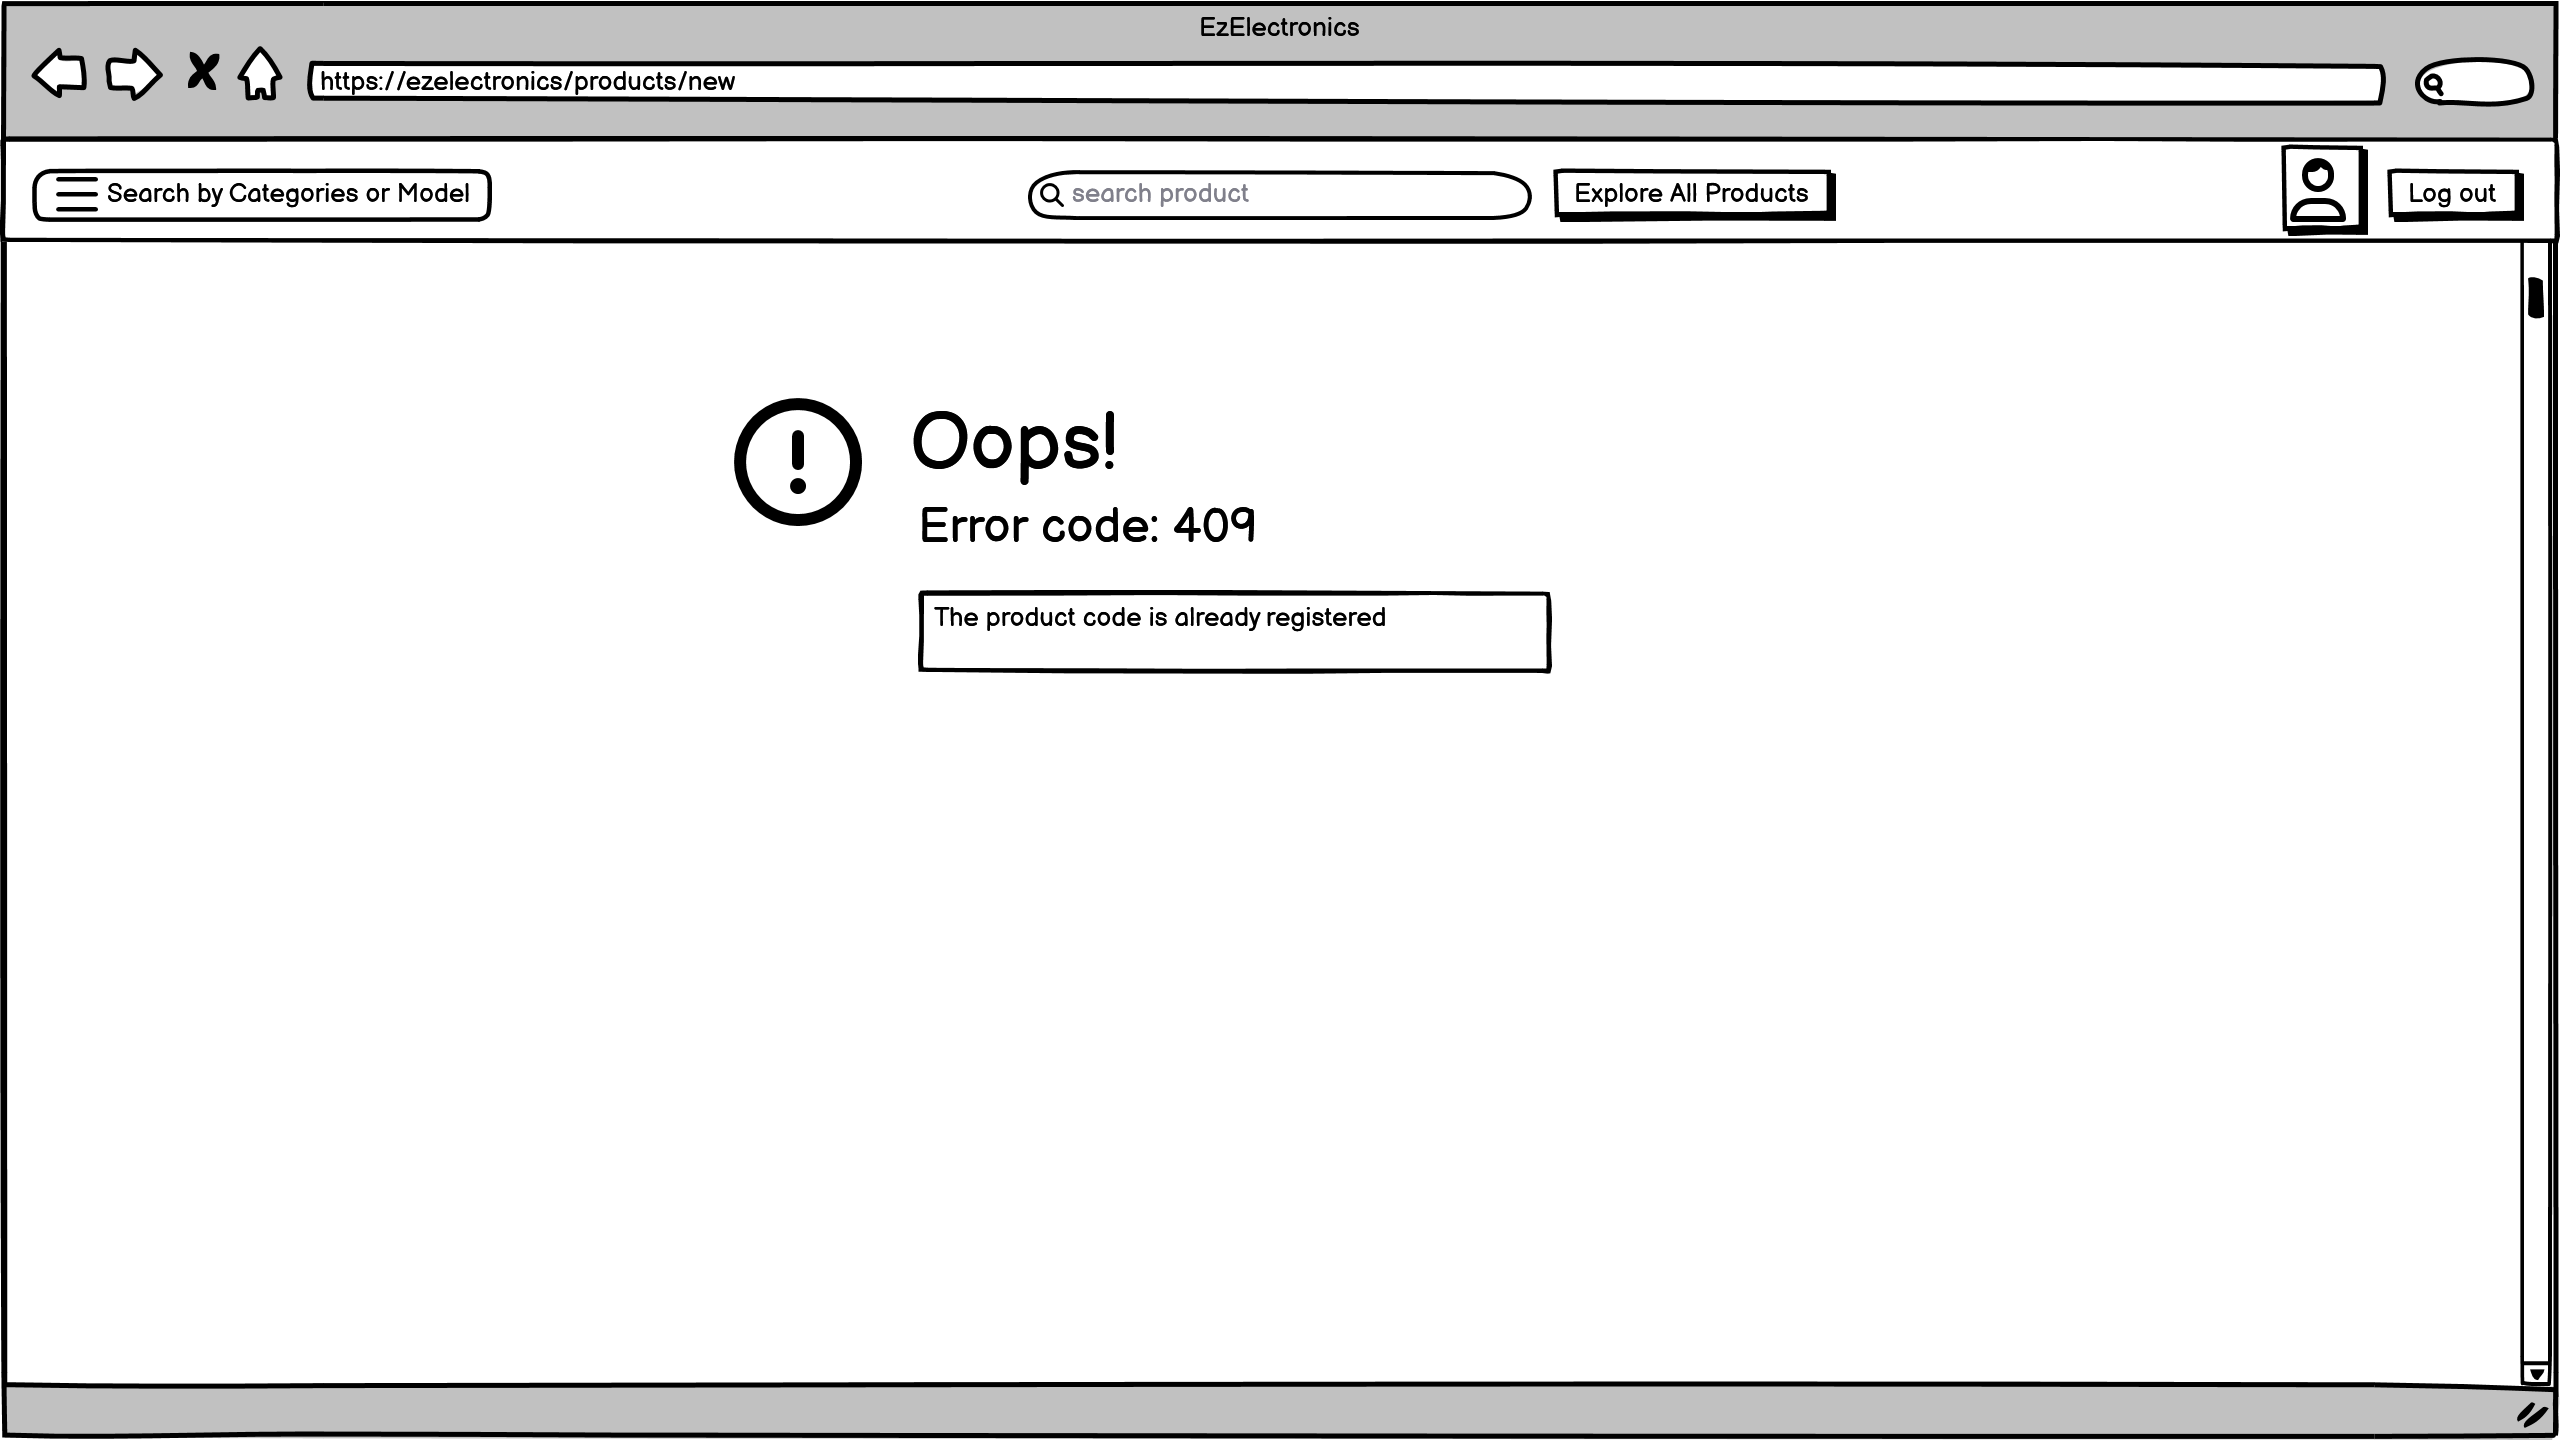 EzElectronics
https://ezelectronics/products/new
Search by Categories or Model
search product
Explore All Products
Log out
Oops!
Error code: 409
The product code is already registered